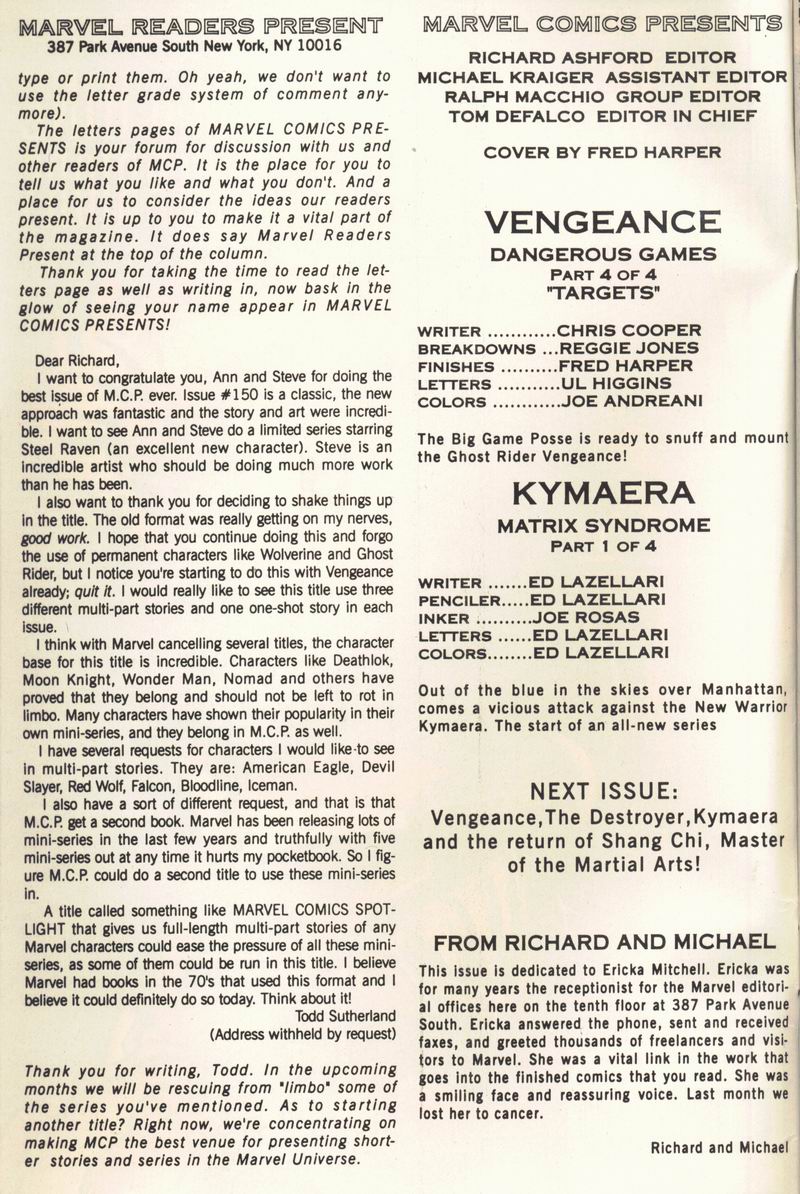 MARVEL READERS PRESENT
387 Park Avenue South New York, NY 10016
type or print them. Oh yeah, we don't want to
use the letter grade system of comment any-
more).
The letters pages of MARVEL COMICS PRE-
SENTS is your forum for discussion with us and
other readers of MCP. It is the place for you to
tell us what you like and what you don't. And a
place for us to consider the ideas our readers
present. It is up to you to make it a vital part of
the magazine. It does say Marvel Readers
Present at the top of the column.
Thank you for taking the time to read the let-
ters page as well as writing in, now bask in the
glow of seeing your name appear in MARVEL
COMICS PRESENTS!
Dear Richard,
I want to congratulate you, Ann and Steve for doing the
best issue of M.C.P. ever. Issue #150 is a classic, the new
approach was fantastic and the story and art were incredi-
ble. I want to see Ann and Steve do a limited series starring
Steel Raven (an excellent new character). Steve is an
incredible artist who should be doing much more work
than he has been.
I also want to thank you for deciding to shake things up
in the title. The old format was really getting on my nerves,
good work. I hope that you continue doing this and forgo
the use of permanent characters like Wolverine and Ghost
Rider, but I notice you're starting to do this with Vengeance
already; quit it. I would really like to see this title use three
different multi-part stories and one one-shot story in each
issue.
I think with Marvel cancelling several titles, the character
base for this title is incredible. Characters like Deathlok,
Moon Knight, Wonder Man, Nomad and others have
proved that they belong and should not be left to rot in
limbo. Many characters have shown their popularity in their
own mini-series, and they belong in M.C.P. as well.
I have several requests for characters I would like to see
in multi-part stories. They are: American Eagle, Devil
Slayer, Red Wolf, Falcon, Bloodline, Iceman.
I also have a sort of different request, and that is that
M.C.P. get a second book. Marvel has been releasing lots of
mini-series in the last few years and truthfully with five
mini-series out at any time it hurts my pocketbook. So I fig-
ure M.C.P. could do a second title to use these mini-series
in.
A title called something like MARVEL COMICS SPOT-
LIGHT that gives us full-length multi-part stories of any
Marvel characters could ease the pressure of all these mini-
series, as some of them could be run in this title. I believe
Marvel had books in the 70's that used this format and I
believe it could definitely do so today. Think about it!
Todd Sutherland
(Address withheld by request)
Thank you for writing, Todd. In the upcoming
months we will be rescuing from "limbo" some of
the series you've mentioned. As to starting
another title? Right now, we're concentrating on
making MCP the best venue for presenting short-
er stories and series in the Marvel Universe.
MARVEL COMICS PRESENTS
RICHARD ASHFORD EDITOR
MICHAEL KRAIGER ASSISTANT EDITOR
RALPH MACCHIO GROUP EDITOR
TOM DEFALCO EDITOR IN CHIEF
COVER BY FRED HARPER
VENGEANCE
DANGEROUS GAMES
PART 4 OF 4
"TARGETS"
WRITER ............CHRIS COOPER
BREAKDOWNS ...REGGIE JONES
FINISHES ..........FRED HARPER
LETTERS ...........UL HIGGINS
COLORS ............JOE ANDREANI
The Big Game Posse is ready to snuff and mount
the Ghost Rider Vengeance!
KYMAERA
MATRIX SYNDROME
PART 1 OF 4
WRITER .......ED LAZELLARI
PENCILER.....ED LAZELLARI
INKER ..........JOE ROSAS
LETTERS ......ED LAZELLARI
COLORS........ED LAZELLARI
Out of the blue in the skies over Manhattan,
comes a vicious attack against the New Warrior
Kymaera. The start of an all-new series
NEXT ISSUE:
Vengeance,The Destroyer,Kymaera
and the return of Shang Chi, Master
of the Martial Arts!
FROM RICHARD AND MICHAEL
This issue is dedicated to Ericka Mitchell. Ericka was
for many years the receptionist for the Marvel editori-
al offices here on the tenth floor at 387 Park Avenue
South. Ericka answered the phone, sent and received
faxes, and greeted thousands of freelancers and visi-
tors to Marvel. She was a vital link in the work that
goes into the finished comics that you read. She was
a smiling face and reassuring voice. Last month we
lost her to cancer.
Richard and Michael